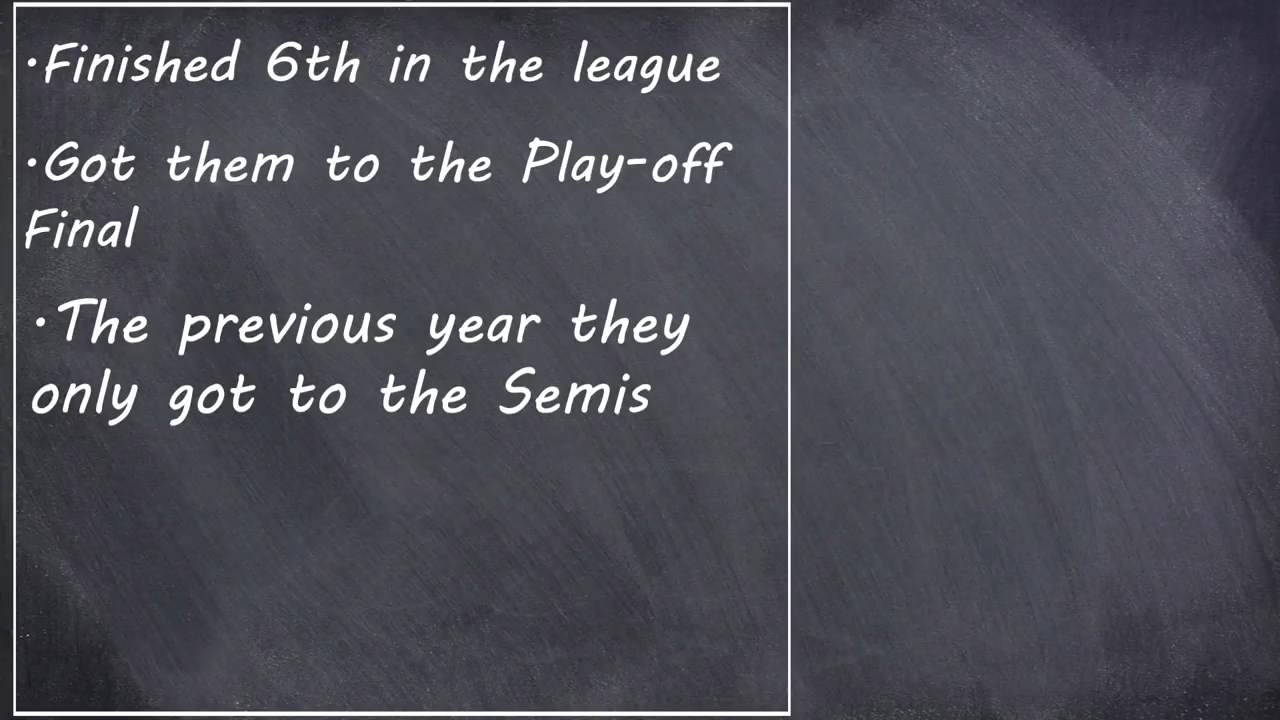 ·Finished 6th in the league
·Got them to the Play-off
Final
·The previous year they
only got to the Semis